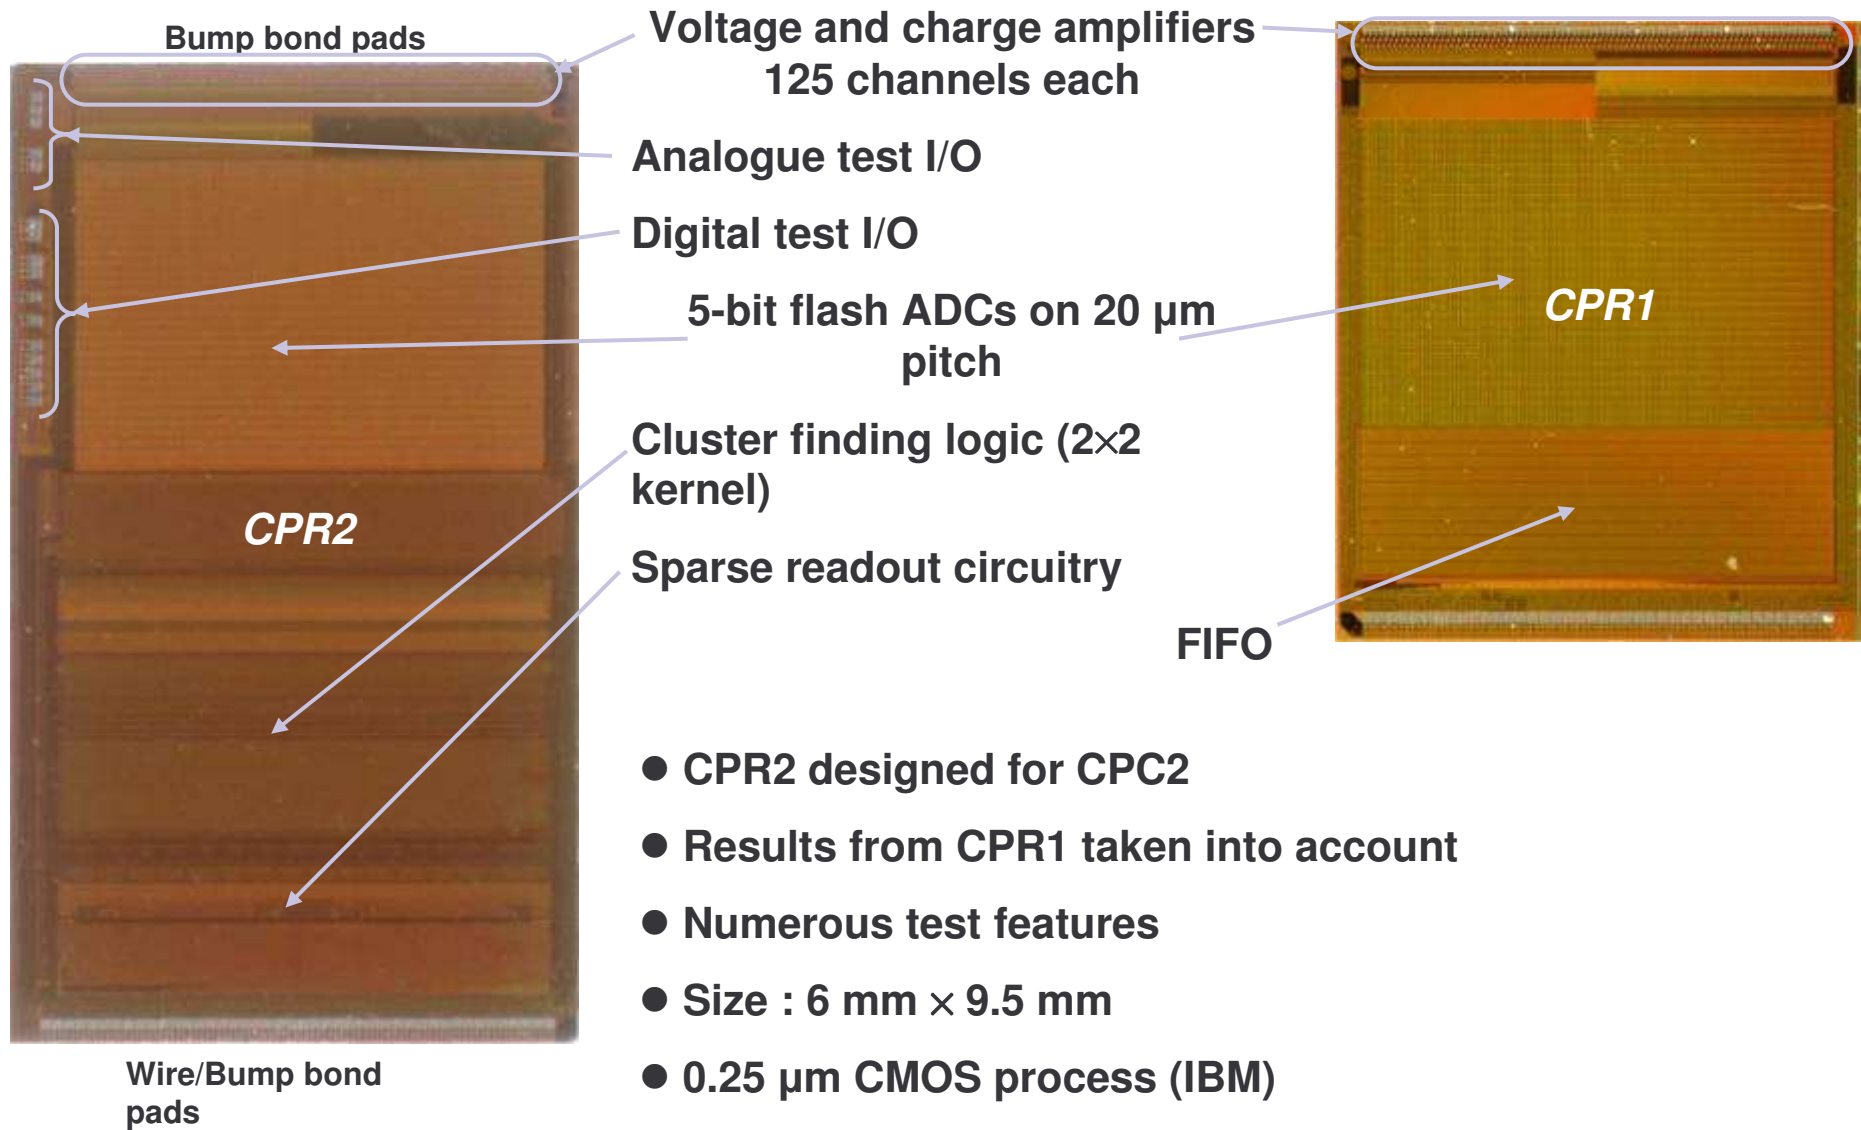 Bump bond pads
Voltage and charge amplifiers
125 channels each
Analogue test I/O
Digital test I/O
5-bit flash ADCs on 20 µm
pitch
CPR1
Cluster finding logic (2×2
kernel)
CPR2
Sparse readout circuitry
FIFO
● CPR2 designed for CPC2
● Results from CPR1 taken into account
● Numerous test features
● Size : 6 mm × 9.5 mm
● 0.25 µm CMOS process (IBM)
Wire/Bump bond
pads